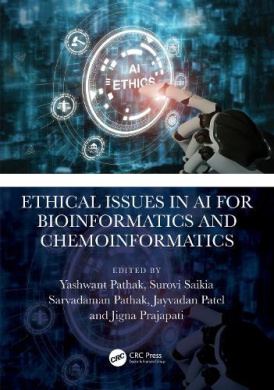 AI
ETHICS
ETHICAL ISSUES IN AI FOR
BIOINFORMATICS AND
CHEMOINFORMATICS
EDITED BY
Yashwant Pathak, Surovi Saikia
Sarvadaman Pathak, Jayvadan Patel
and Jigna Prajapati
CRC
CRC Press